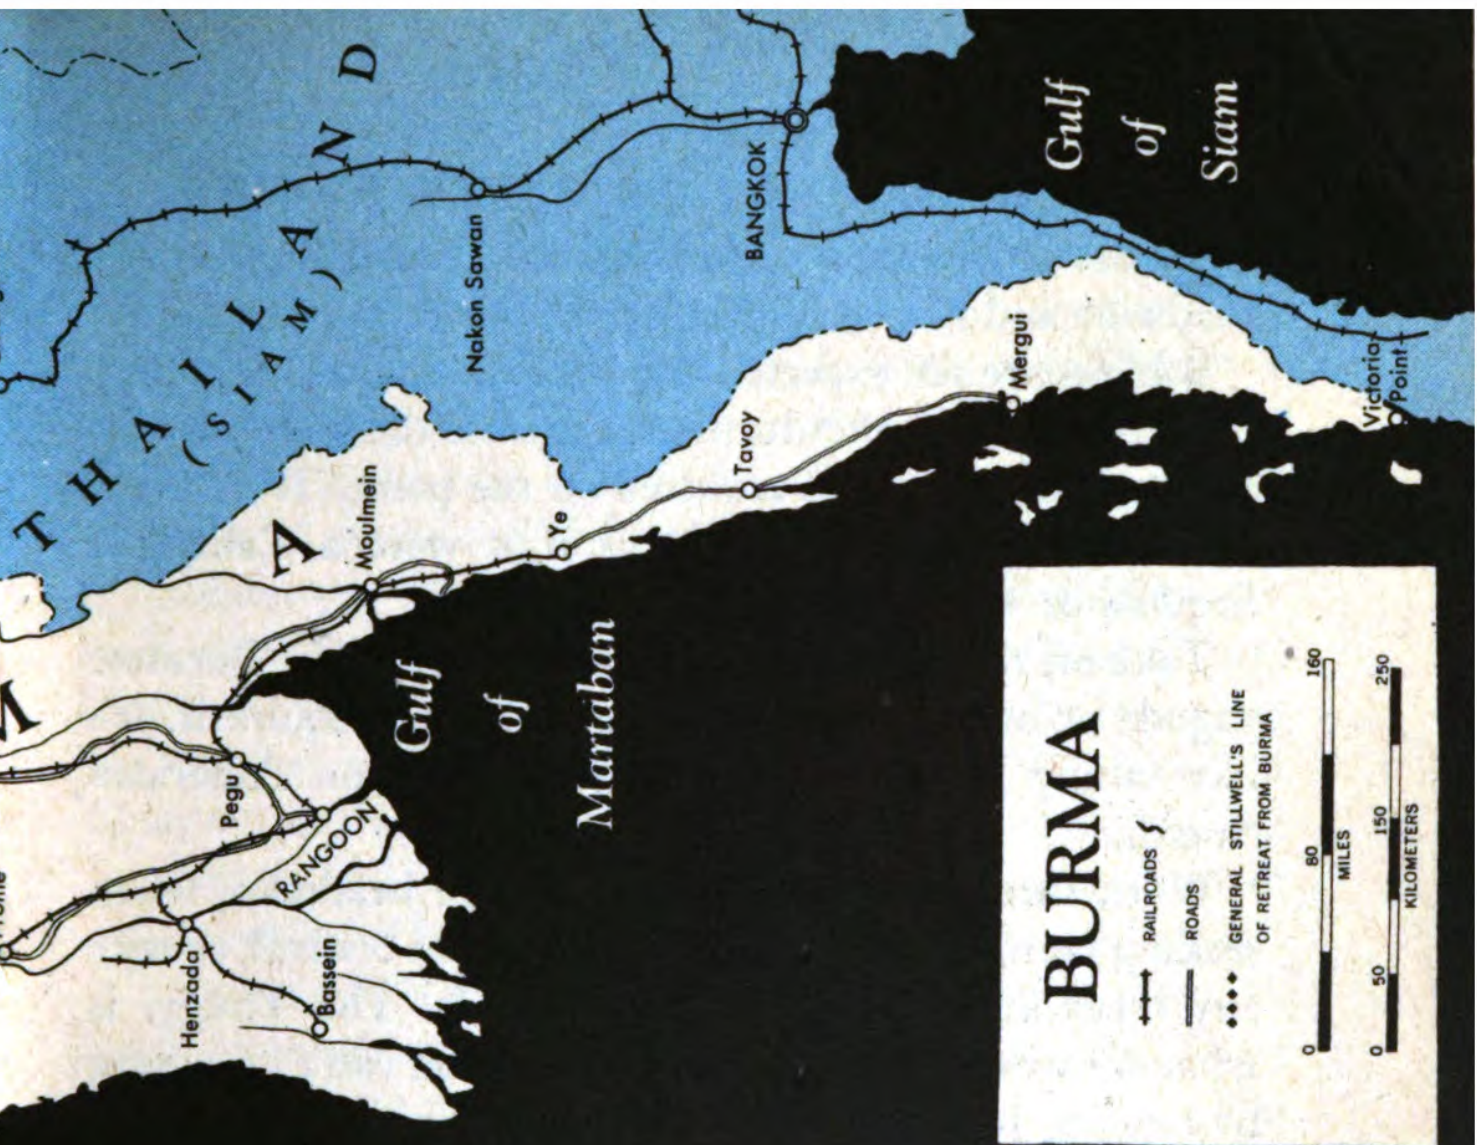 THAILAND
(SIAM)
Nakon Sawan
BANGKOK
Gulf
of
Siam
M
A
Moulmein
Ye
Tavoy
Mergui
Victoria
Point
Pegu
RANGOON
Henzada
Bassein
Gulf
of
Martaban
BURMA
RAILROADS
ROADS
GENERAL STILLWELL'S LINE
OF RETREAT FROM BURMA
0 80 160
MILES
0 50 150 250
KILOMETERS